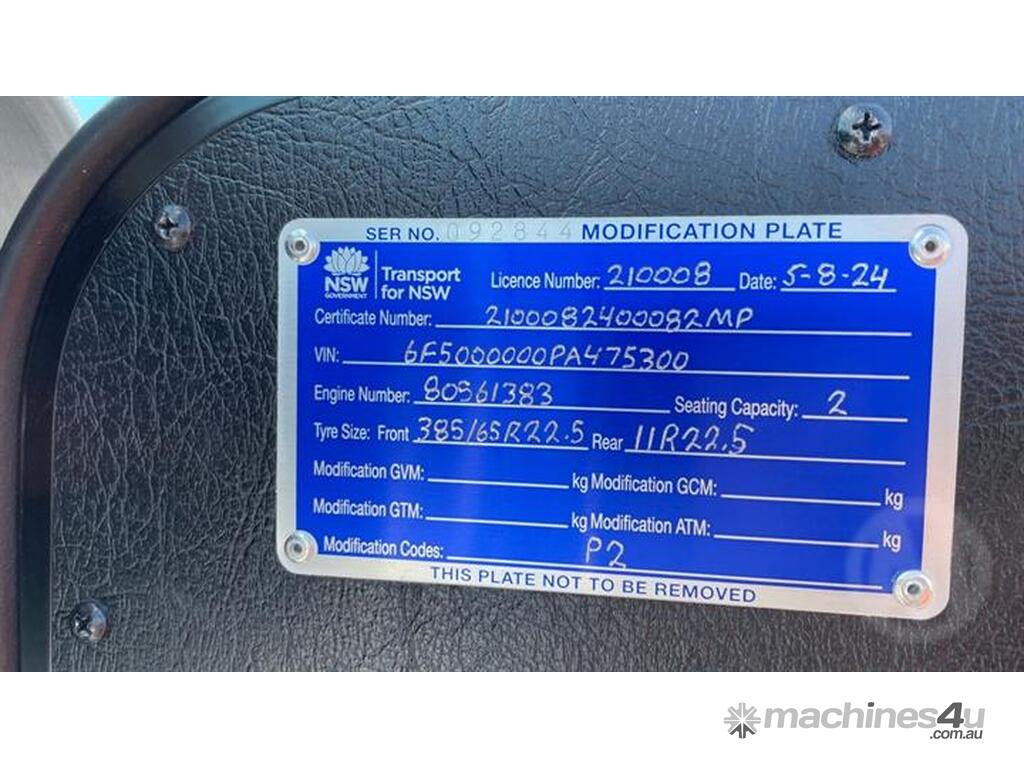 SER NO. 092844 MODIFICATION PLATE
NSW GOVERNMENT Transport for NSW Licence Number: 210008 Date: 5-8-24
Certificate Number: 2100082400082MP
VIN: 6F5000000PA475300
Engine Number: 80561383 Seating Capacity: 2
Tyre Size: Front 385/65R22.5 Rear 11R22.5
Modification GVM: kg Modification GCM: kg
Modification GTM: kg Modification ATM: kg
Modification Codes: P2
THIS PLATE NOT TO BE REMOVED
machines4u
.com.au